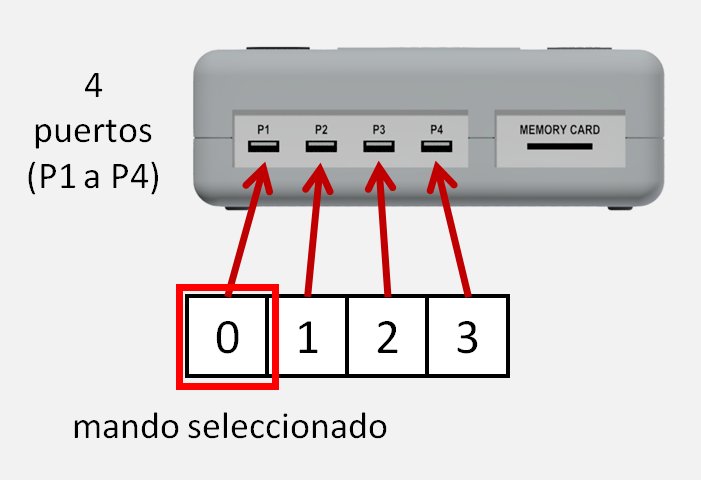 4
puertos
(P1 a P4)
P1 P2 P3 P4
MEMORY CARD
0 1 2 3
mando seleccionado